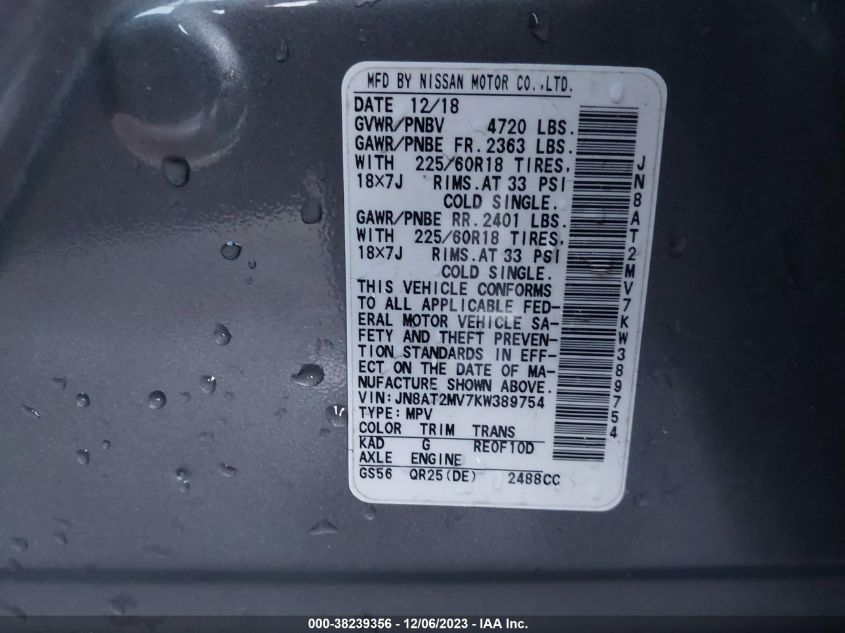 MFD BY NISSAN MOTOR CO.,LTD.
DATE 12/18
GVWR/PNBV 4720 LBS.
GAWR/PNBE FR. 2363 LBS.
WITH 225/60R18 TIRES,
18×7J RIMS. AT 33 PSI
COLD SINGLE.
GAWR/PNBE RR. 2401 LBS.
WITH 225/60R18 TIRES,
18×7J RIMS. AT 33 PSI
COLD SINGLE.
THIS VEHICLE CONFORMS
TO ALL APPLICABLE FED-
ERAL MOTOR VEHICLE SA-
FETY AND THEFT PREVEN-
TION STANDARDS IN EFF-
ECT ON THE DATE OF MA-
NUFACTURE SHOWN ABOVE.
VIN: JN8AT2MV7KW389754
TYPE: MPV
COLOR TRIM TRANS
KAD G RE0F10D
AXLE ENGINE
GS56 QR25(DE) 2488CC
JN8AT2MV7KW389754
000-38239356 - 12/06/2023 - IAA Inc.